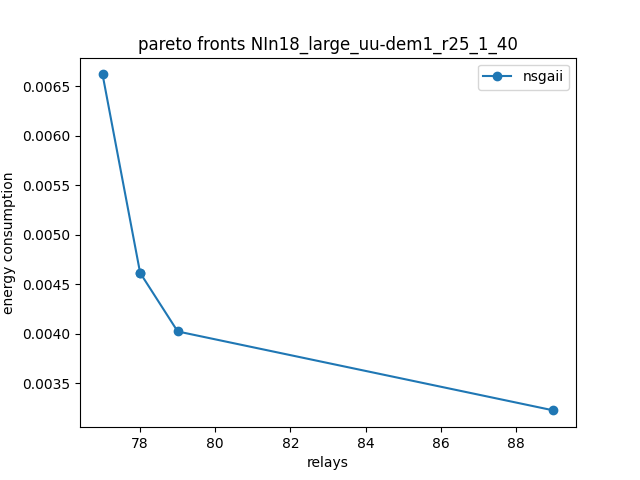 pareto fronts NIn18_large_uu-dem1_r25_1_40
nsgaii
energy consumption
0.0065
0.0060
0.0055
0.0050
0.0045
0.0040
0.0035
78 80 82 84 86 88
relays